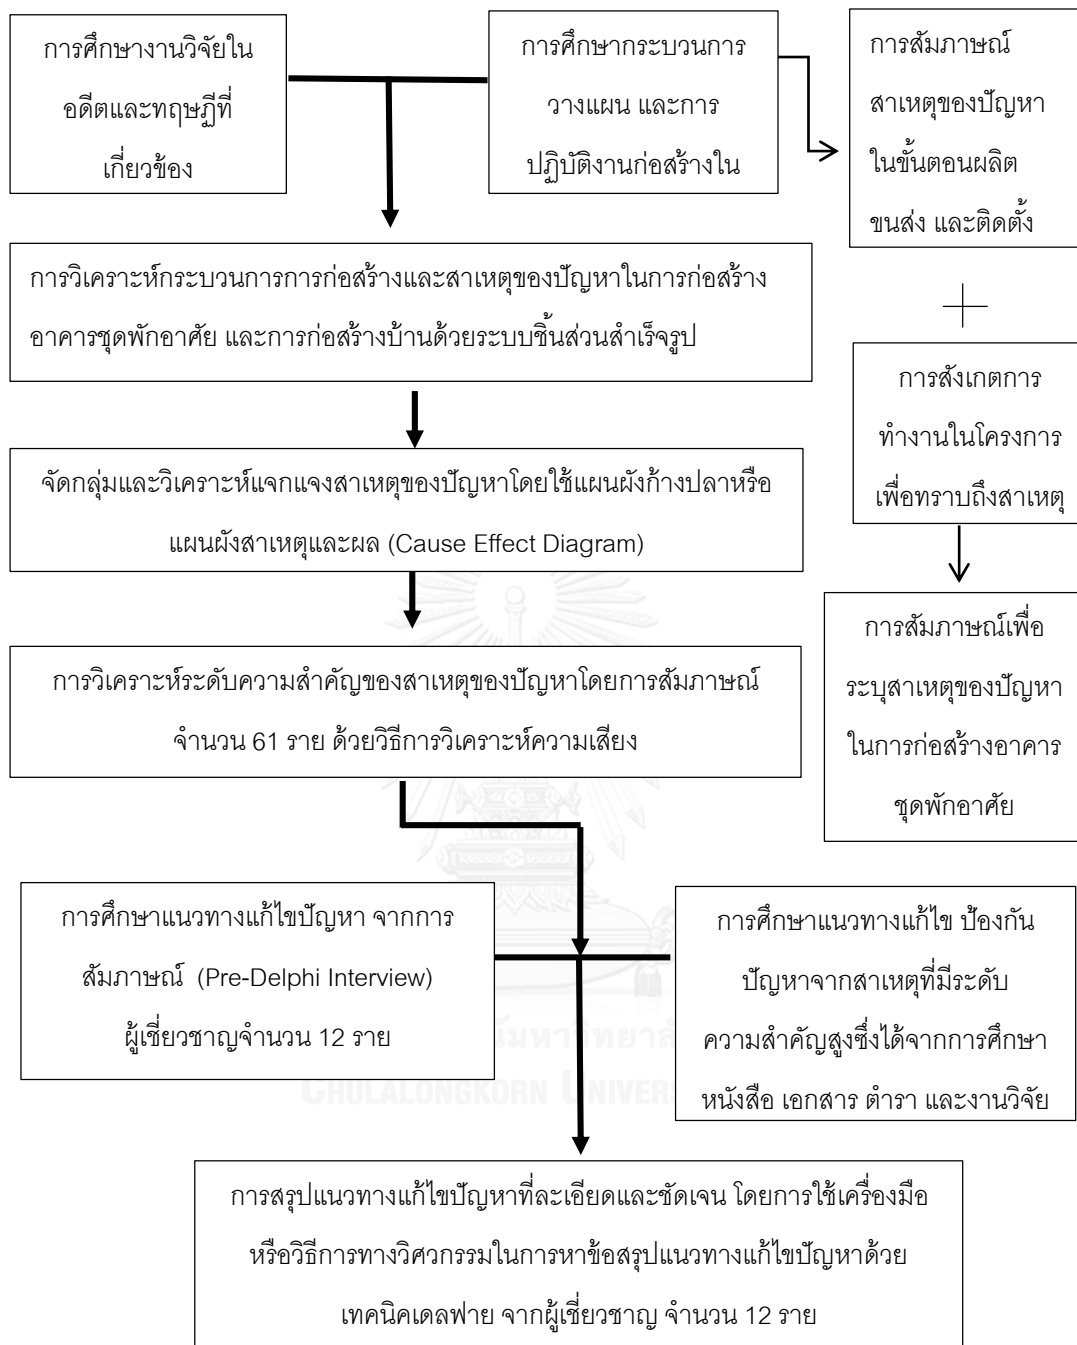 การศึกษางานวิจัยใน
อดีตและทฤษฎีที่
เกี่ยวข้อง
การศึกษากระบวนการ
วางแผน และการ
ปฏิบัติงานก่อสร้างใน
การสัมภาษณ์
สาเหตุของปัญหา
ในขั้นตอนผลิต
ขนส่ง และติดตั้ง
การวิเคราะห์กระบวนการการก่อสร้างและสาเหตุของปัญหาในการก่อสร้าง
อาคารชุดพักอาศัย และการก่อสร้างบ้านด้วยระบบชิ้นส่วนสำเร็จรูป
การสังเกตการ
ทำงานในโครงการ
เพื่อทราบถึงสาเหตุ
จัดกลุ่มและวิเคราะห์แจกแจงสาเหตุของปัญหาโดยใช้แผนผังก้างปลาหรือ
แผนผังสาเหตุและผล (Cause Effect Diagram)
การสัมภาษณ์เพื่อ
ระบุสาเหตุของปัญหา
ในการก่อสร้างอาคาร
ชุดพักอาศัย
การวิเคราะห์ระดับความสำคัญของสาเหตุของปัญหาโดยการสัมภาษณ์
จำนวน 61 ราย ด้วยวิธีการวิเคราะห์ความเสี่ยง
การศึกษาแนวทางแก้ไขปัญหา จากการ
สัมภาษณ์ (Pre-Delphi Interview)
ผู้เชี่ยวชาญจำนวน 12 ราย
การศึกษาแนวทางแก้ไข ป้องกัน
ปัญหาจากสาเหตุที่มีระดับ
ความสำคัญสูงซึ่งได้จากการศึกษา
หนังสือ เอกสาร ตำรา และงานวิจัย
CHULALONGKORN UNIVER
การสรุปแนวทางแก้ไขปัญหาที่ละเอียดและชัดเจน โดยการใช้เครื่องมือ
หรือวิธีการทางวิศวกรรมในการหาข้อสรุปแนวทางแก้ไขปัญหาด้วย
เทคนิคเดลฟาย จากผู้เชี่ยวชาญ จำนวน 12 ราย